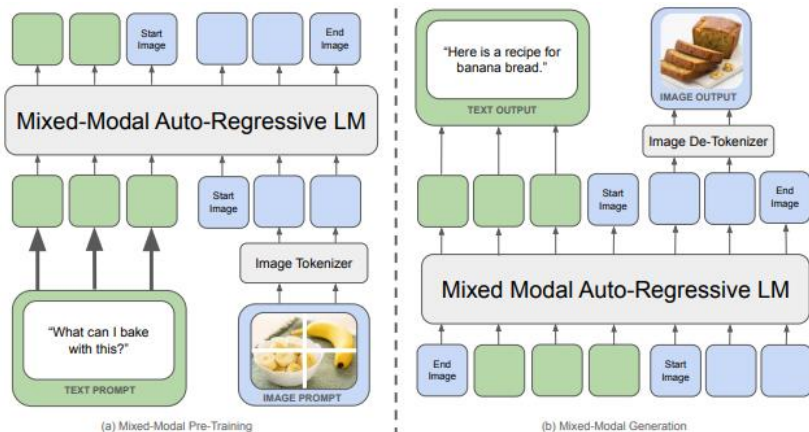 Start
Image
End
Image
Mixed-Modal Auto-Regressive LM
Start
Image
Image Tokenizer
“What can I bake
with this?”
TEXT PROMPT
IMAGE PROMPT
(a) Mixed-Modal Pre-Training
“Here is a recipe for
banana bread.”
TEXT OUTPUT
IMAGE OUTPUT
Image De-Tokenizer
Start
Image
End
Image
Mixed Modal Auto-Regressive LM
End
Image
Start
Image
(b) Mixed-Modal Generation